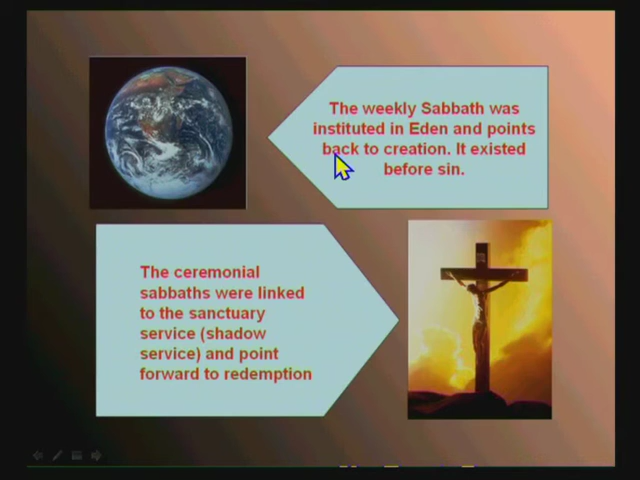 The weekly Sabbath was
instituted in Eden and points
back to creation. It existed
before sin.
The ceremonial
sabbaths were linked
to the sanctuary
service (shadow
service) and point
forward to redemption